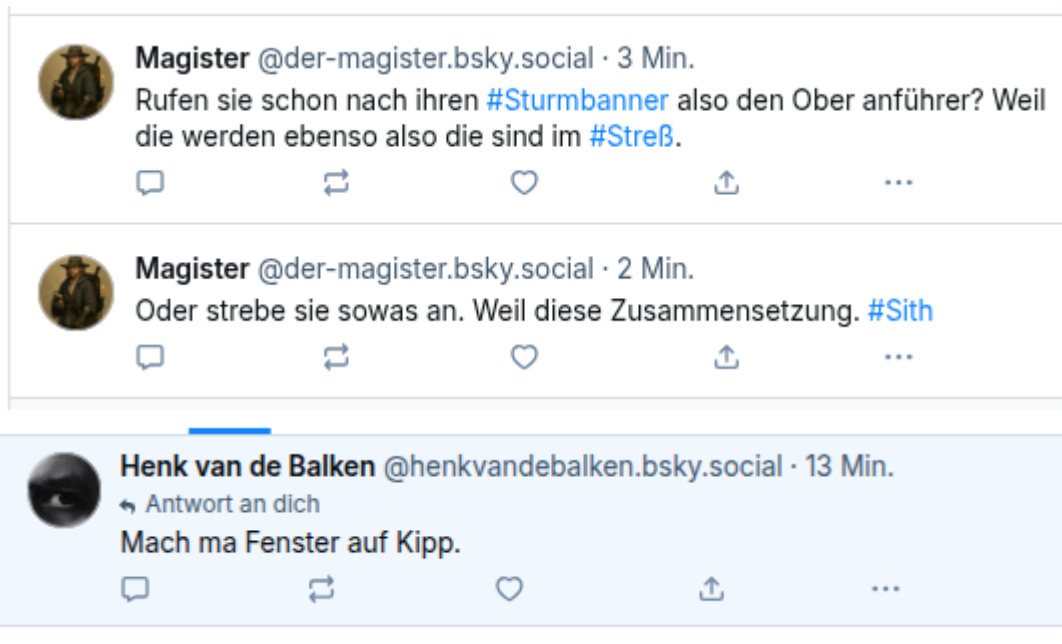 Magister @der-magister.bsky.social · 3 Min.
Rufen sie schon nach ihren #Sturmbanner also den Ober anführer? Weil
die werden ebenso also die sind im #Streß.
Magister @der-magister.bsky.social · 2 Min.
Oder strebe sie sowas an. Weil diese Zusammensetzung. #Sith
Henk van de Balken @henkvandebalken.bsky.social · 13 Min.
Antwort an dich
Mach ma Fenster auf Kipp.